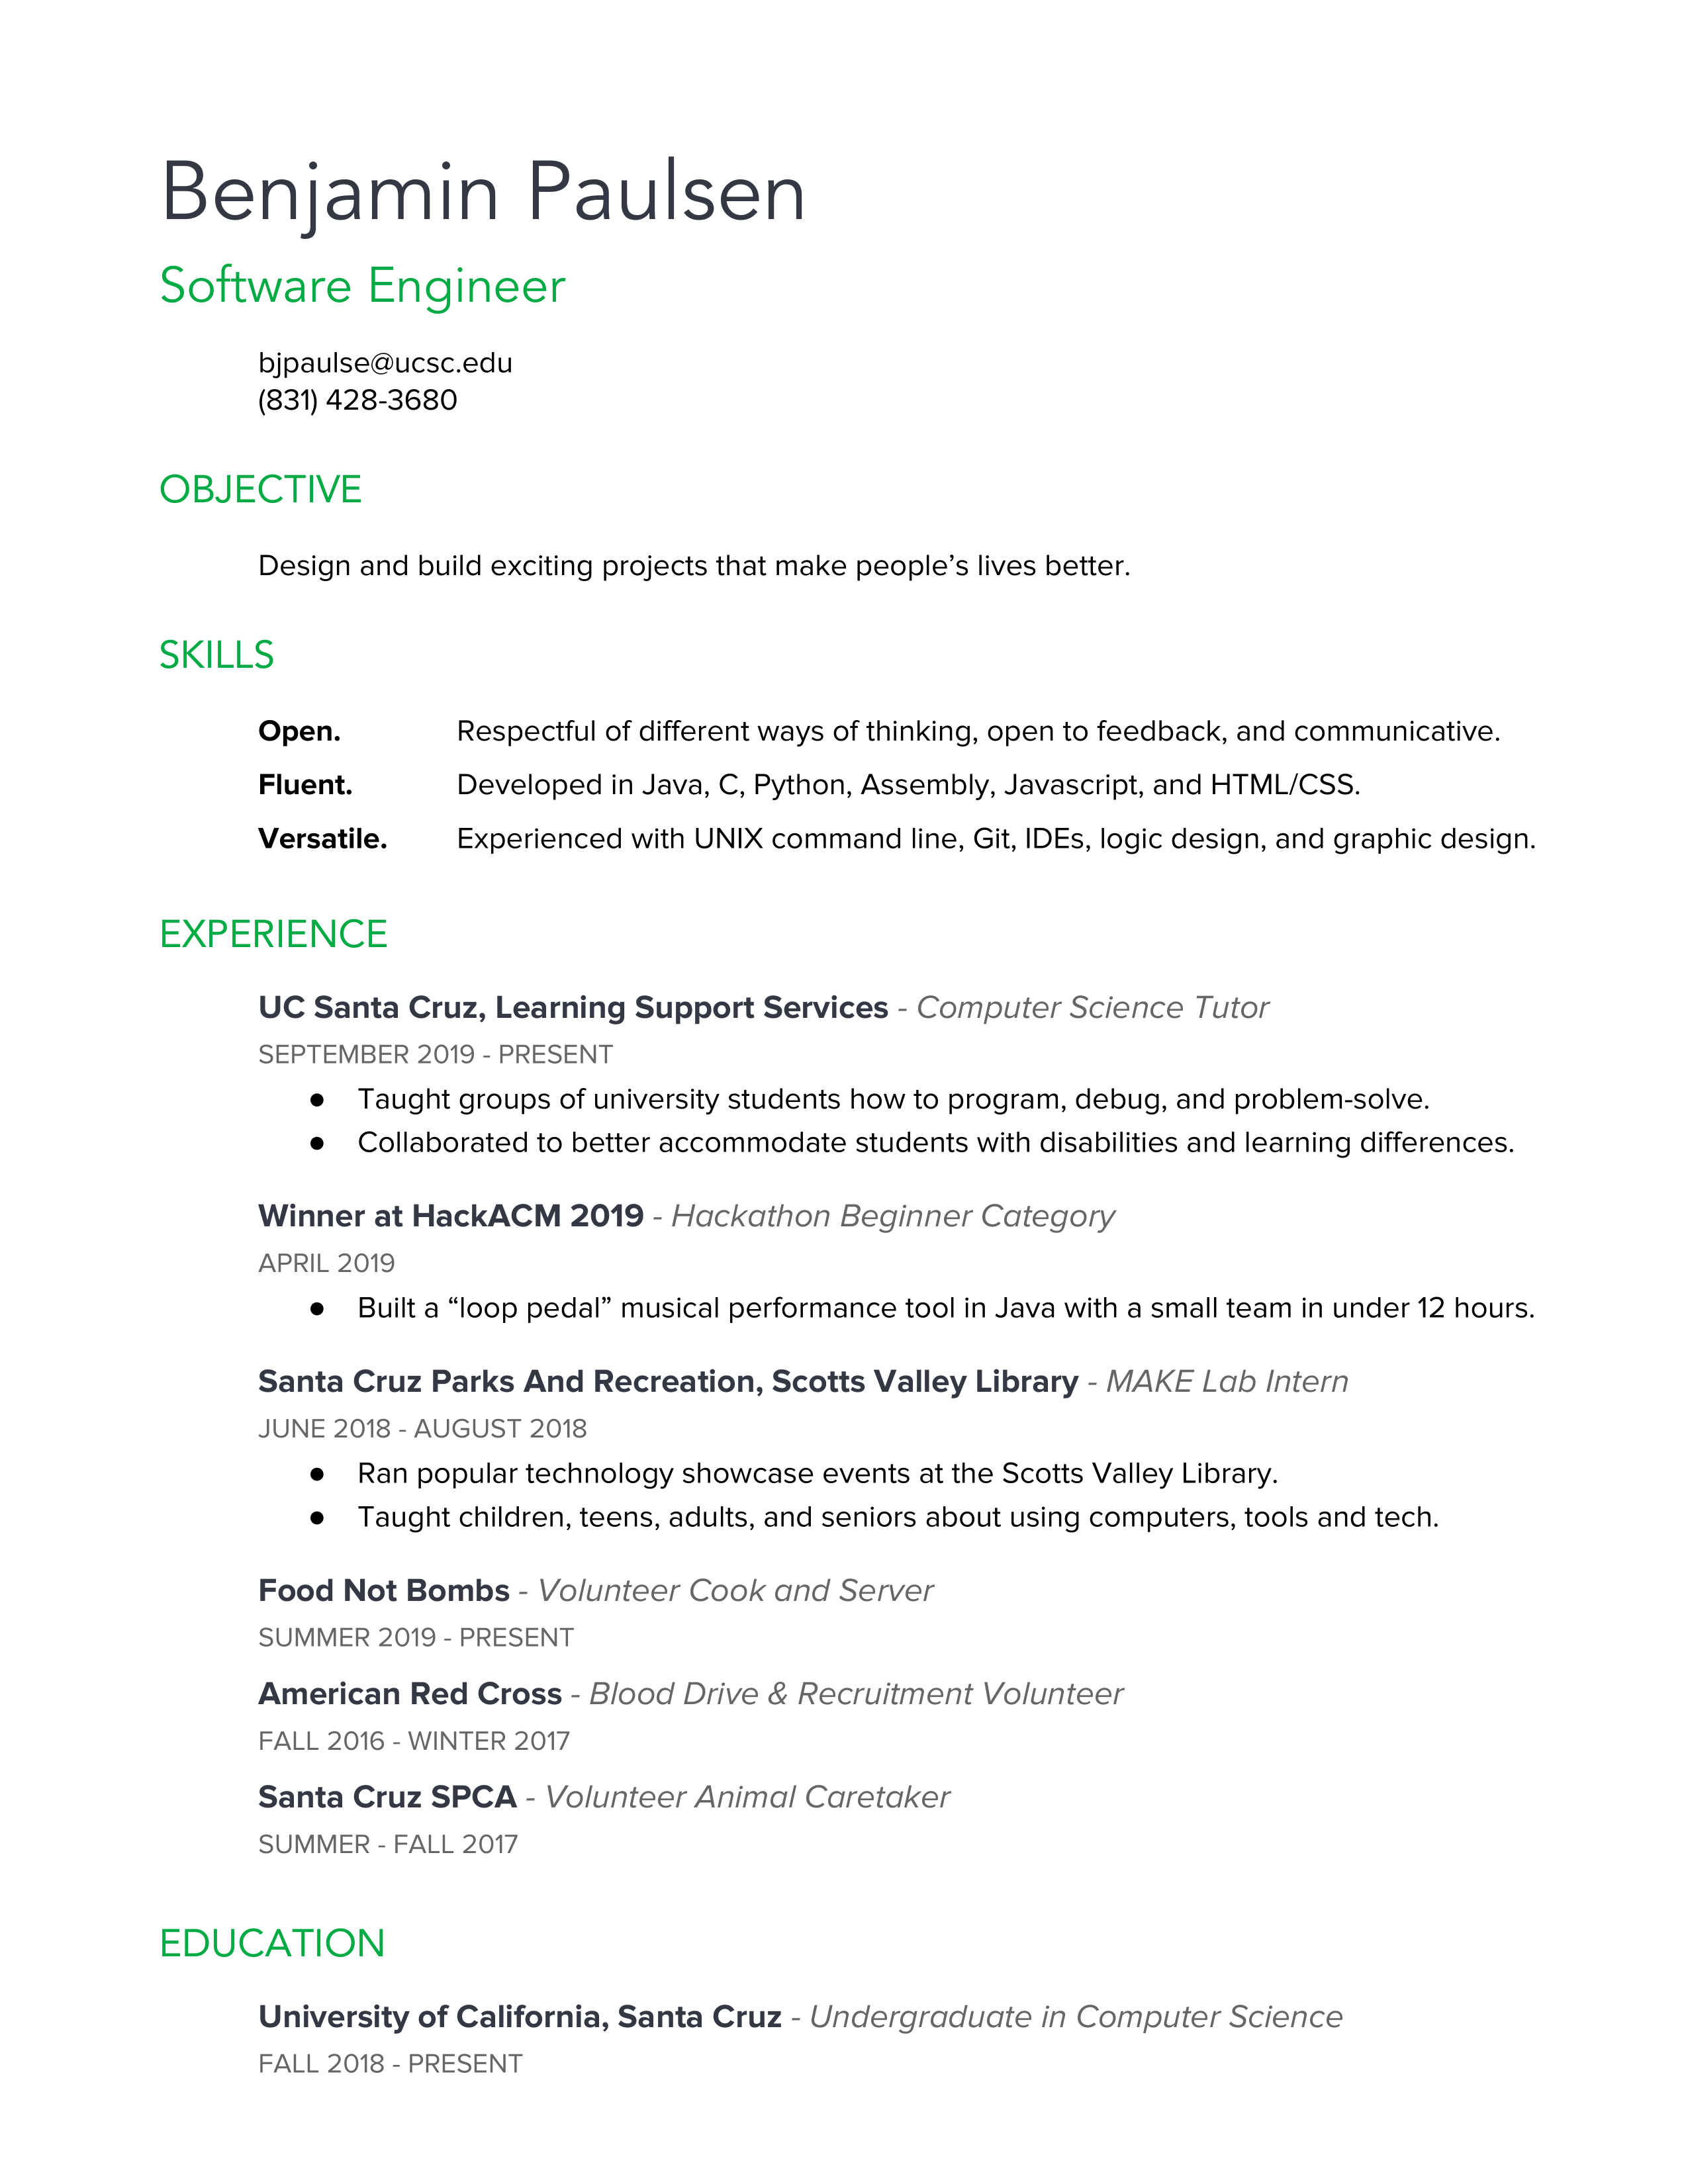 Benjamin Paulsen
Software Engineer
bjpaulse@ucsc.edu
(831) 428-3680
OBJECTIVE
Design and build exciting projects that make people’s lives better.
SKILLS
Open. Respectful of different ways of thinking, open to feedback, and communicative.
Fluent. Developed in Java, C, Python, Assembly, Javascript, and HTML/CSS.
Versatile. Experienced with UNIX command line, Git, IDEs, logic design, and graphic design.
EXPERIENCE
UC Santa Cruz, Learning Support Services - Computer Science Tutor
SEPTEMBER 2019 - PRESENT
● Taught groups of university students how to program, debug, and problem-solve.
● Collaborated to better accommodate students with disabilities and learning differences.
Winner at HackACM 2019 - Hackathon Beginner Category
APRIL 2019
● Built a “loop pedal” musical performance tool in Java with a small team in under 12 hours.
Santa Cruz Parks And Recreation, Scotts Valley Library - MAKE Lab Intern
JUNE 2018 - AUGUST 2018
● Ran popular technology showcase events at the Scotts Valley Library.
● Taught children, teens, adults, and seniors about using computers, tools and tech.
Food Not Bombs - Volunteer Cook and Server
SUMMER 2019 - PRESENT
American Red Cross - Blood Drive & Recruitment Volunteer
FALL 2016 - WINTER 2017
Santa Cruz SPCA - Volunteer Animal Caretaker
SUMMER - FALL 2017
EDUCATION
University of California, Santa Cruz - Undergraduate in Computer Science
FALL 2018 - PRESENT